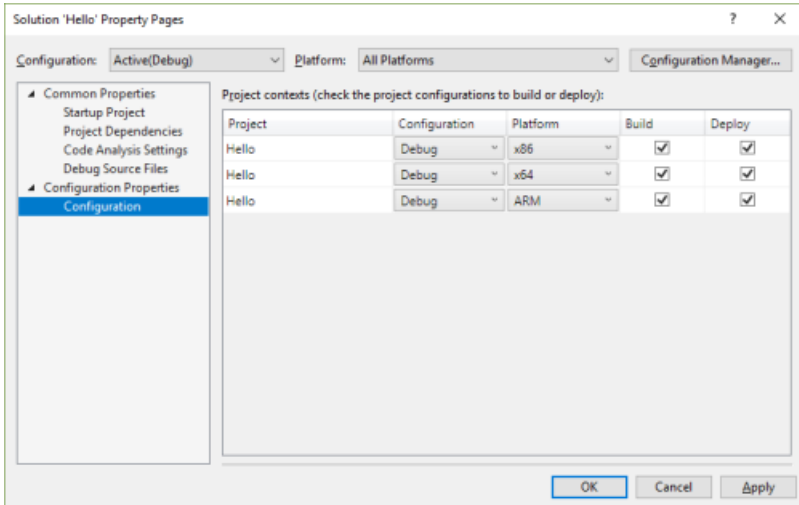 Solution 'Hello' Property Pages ?
Configuration: Active(Debug) Platform: All Platforms Configuration Manager...
Common Properties
Startup Project
Project Dependencies
Code Analysis Settings
Debug Source Files
Configuration Properties
Configuration
Project contexts (check the project configurations to build or deploy):
Project Configuration Platform Build Deploy
Hello Debug x86
Hello Debug x64
Hello Debug ARM
OK Cancel Apply